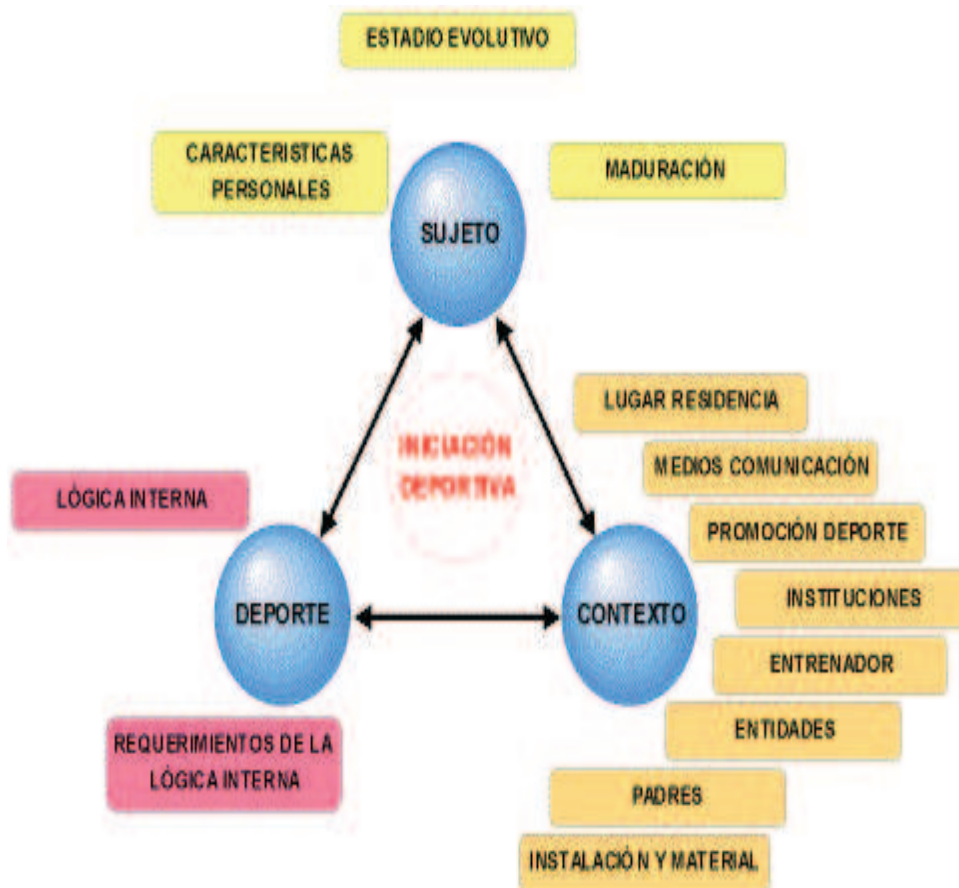 ESTADIO EVOLUTIVO
CARACTERISTICAS
PERSONALES
MADURACIÓN
SUJETO
LUGAR RESIDENCIA
INICIACIÓN
DEPORTIVA
MEDIOS COMUNICACIÓN
LÓGICA INTERNA
PROMOCIÓN DEPORTE
INSTITUCIONES
DEPORTE
CONTEXTO
ENTRENADOR
ENTIDADES
REQUERIMIENTOS DE LA
LÓGICA INTERNA
PADRES
INSTALACIÓN Y MATERIAL